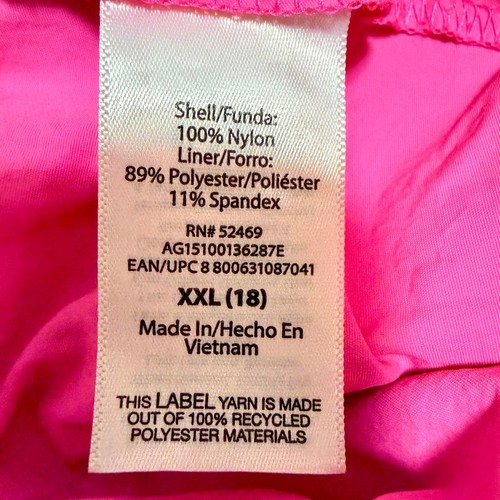 Shell/Funda:
100% Nylon
Liner/Forro:
89% Polyester/Poliéster
11% Spandex
RN# 52469
AG15100136287E
EAN/UPC 8 800631087041
XXL (18)
Made In/Hecho En
Vietnam
THIS LABEL YARN IS MADE
OUT OF 100% RECYCLED
POLYESTER MATERIALS